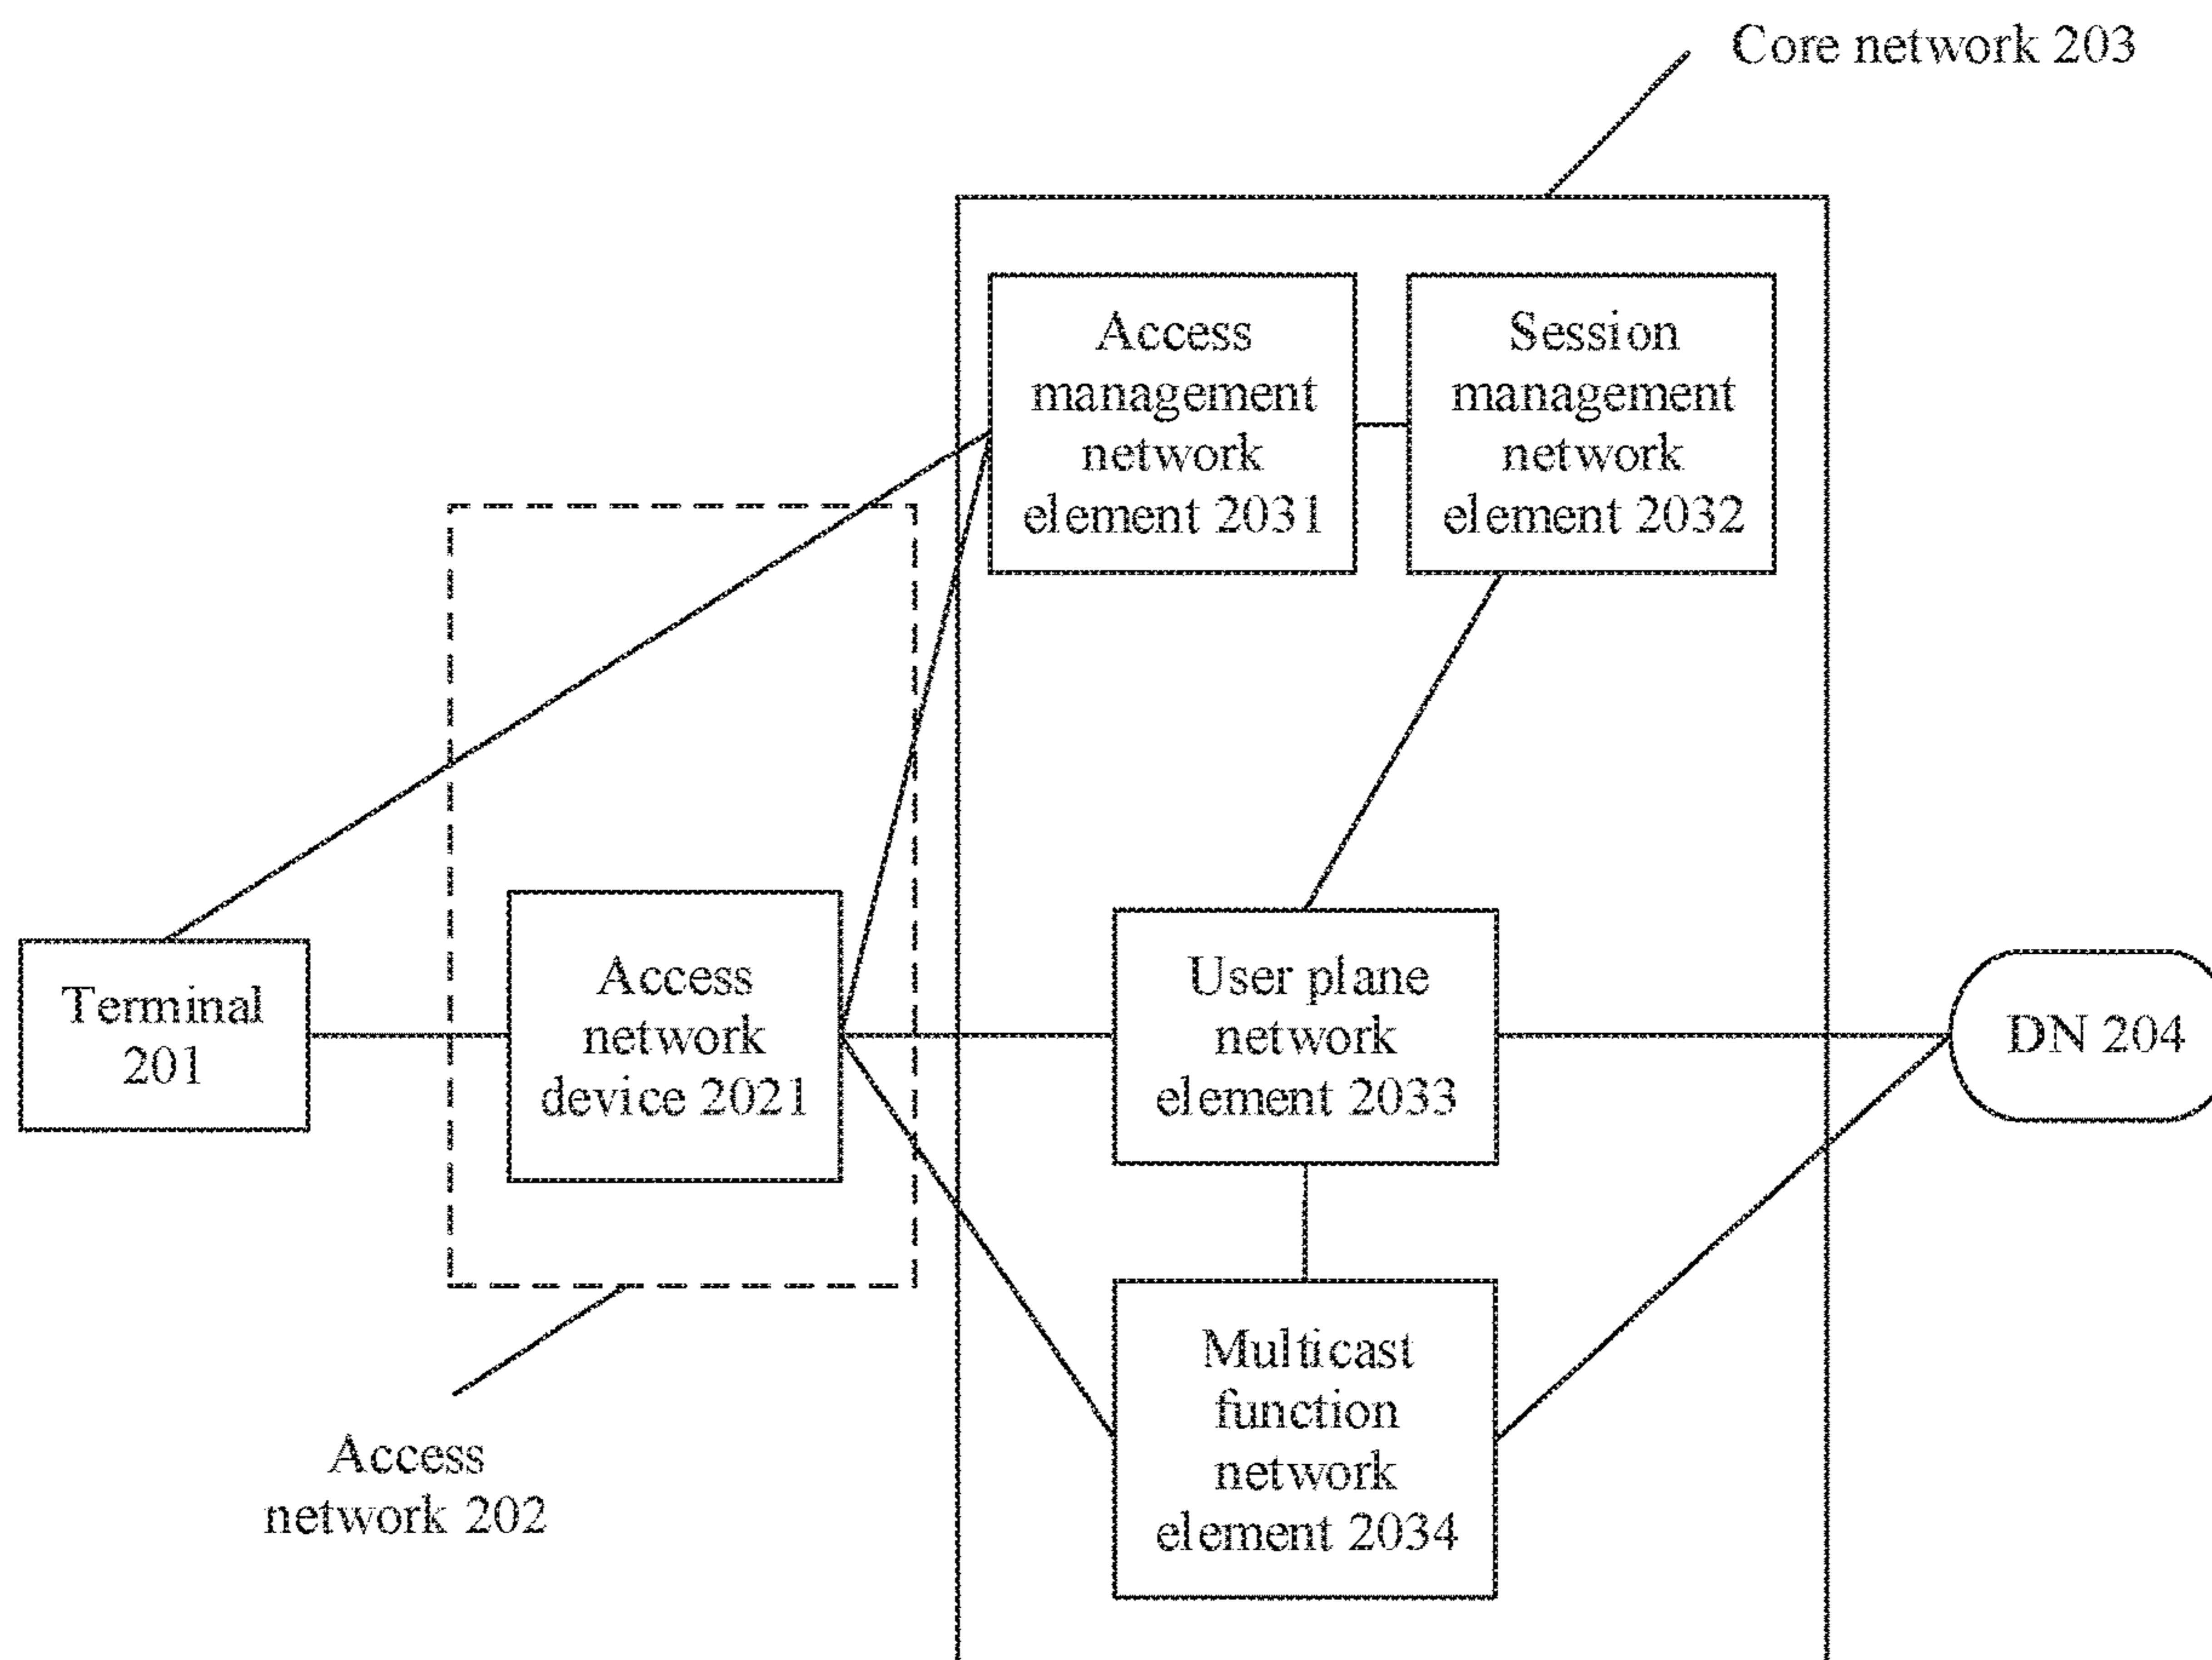 Core network 203
Access
management
network
element 2031
Session
management
network
element 2032
Terminal
201
Access
network
device 2021
User plane
network
element 2033
DN 204
Multicast
function
network
element 2034
Access
network 202